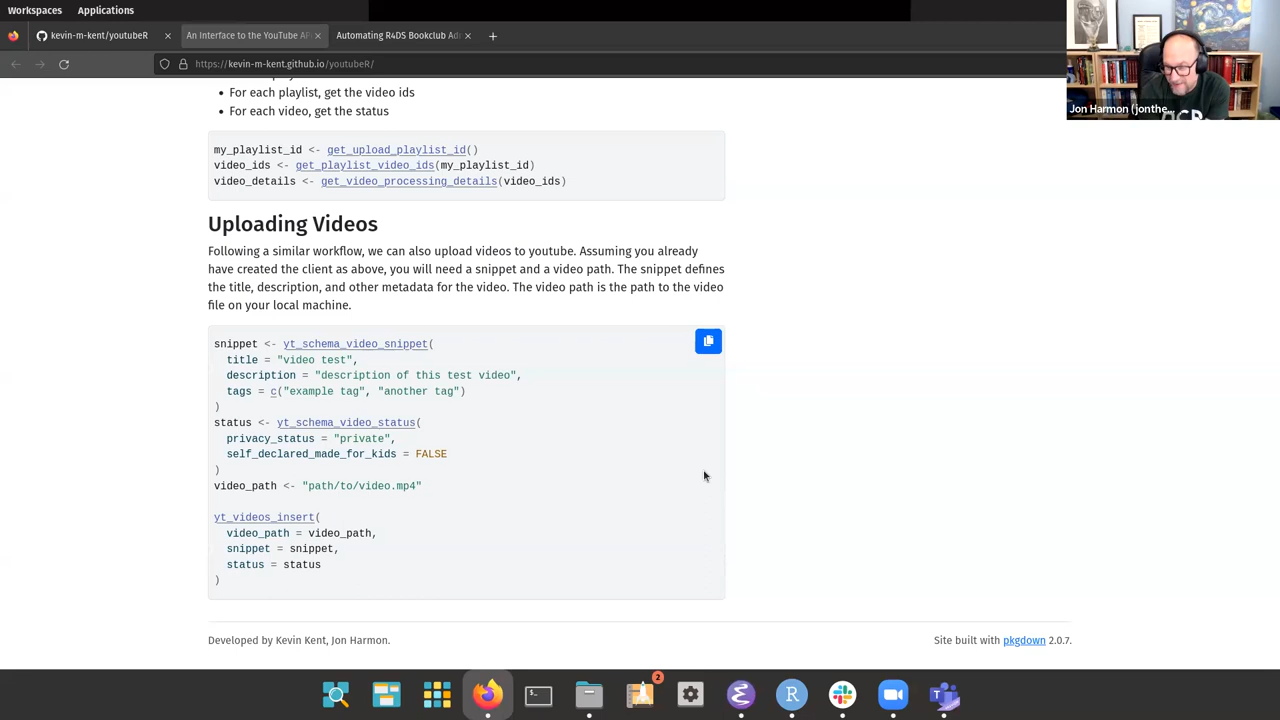 Workspaces Applications
kevin-m-kent/youtubeR
An Interface to the YouTube AP
Automating R4DS Bookclub Ad
https://kevin-m-kent.github.io/youtubeR/
Jon Harmon (jonthe...
For each playlist, get the video ids
For each video, get the status
my_playlist_id <- get_upload_playlist_id()
video_ids <- get_playlist_video_ids(my_playlist_id)
video_details <- get_video_processing_details(video_ids)
Uploading Videos
Following a similar workflow, we can also upload videos to youtube. Assuming you already
have created the client as above, you will need a snippet and a video path. The snippet defines
the title, description, and other metadata for the video. The video path is the path to the video
file on your local machine.
snippet <- yt_schema_video_snippet(
title = "video test",
description = "description of this test video",
tags = c("example tag", "another tag")
)
status <- yt_schema_video_status(
privacy_status = "private",
self_declared_made_for_kids = FALSE
)
video_path <- "path/to/video.mp4"
yt_videos_insert(
video_path = video_path,
snippet = snippet,
status = status
)
Developed by Kevin Kent, Jon Harmon.
Site built with pkgdown 2.0.7.
2